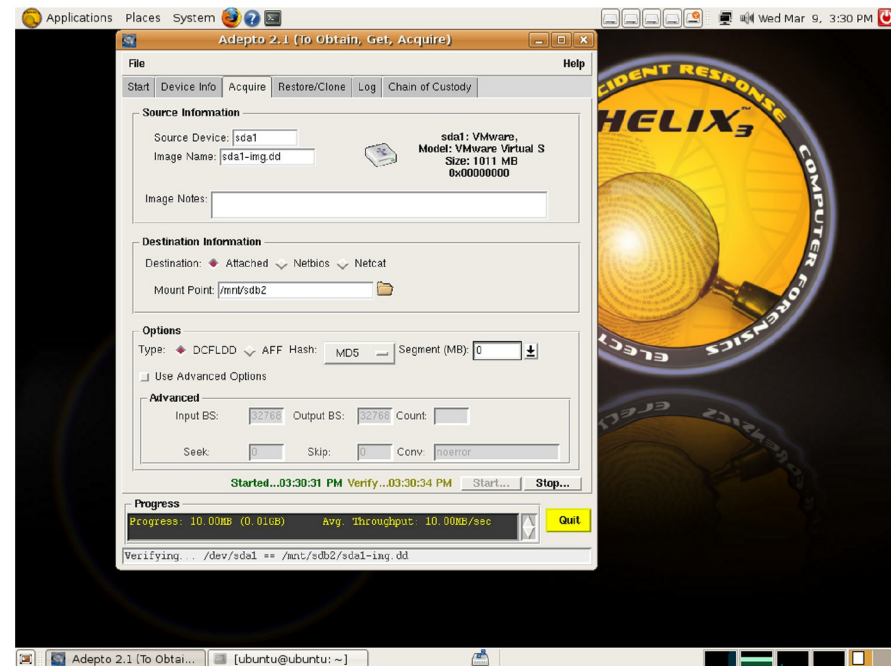 Applications Places System
Wed Mar 9, 3:30 PM
Adepto 2.1 (To Obtain, Get, Acquire)
File Help
Start Device Info Acquire Restore/Clone Log Chain of Custody
Source Information
Source Device: sda1
Image Name: sda1-img.dd
sda1: VMware,
Model: VMware Virtual S
Size: 1011 MB
0x00000000
Image Notes:
Destination Information
Destination: Attached Netbios Netcat
Mount Point: /mnt/sdb2
Options
Type: DCFLDD AFF Hash: MD5 Segment (MB): 0
Use Advanced Options
Advanced
Input BS: 32768 Output BS: 32768 Count:
Seek: 0 Skip: 0 Conv: noerror
Started...03:30:31 PM Verify...03:30:34 PM Start... Stop...
Progress
Progress: 10.00MB (0.01GB) Avg. Throughput: 10.00MB/sec
Quit
Verifying... /dev/sda1 == /mnt/sdb2/sda1-img.dd
CIDENT RESPONSE
HELIX3
COMPUTER FORENSICS
ELECT
Adepto 2.1 (To Obtai...
[ubuntu@ubuntu: ~]